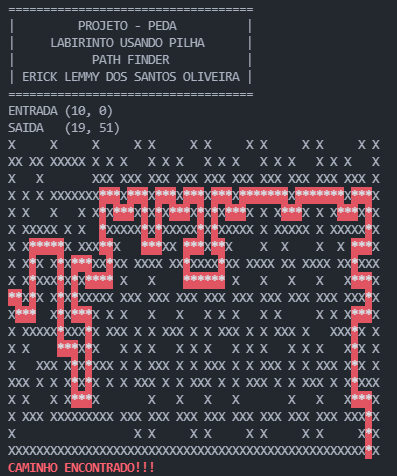 PROJETO - PEDA
LABIRINTO USANDO PILHA
PATH FINDER
ERICK LEMMY DOS SANTOS OLIVEIRA
ENTRADA (10, 0)
SAIDA (19, 51)
CAMINHO ENCONTRADO!!!